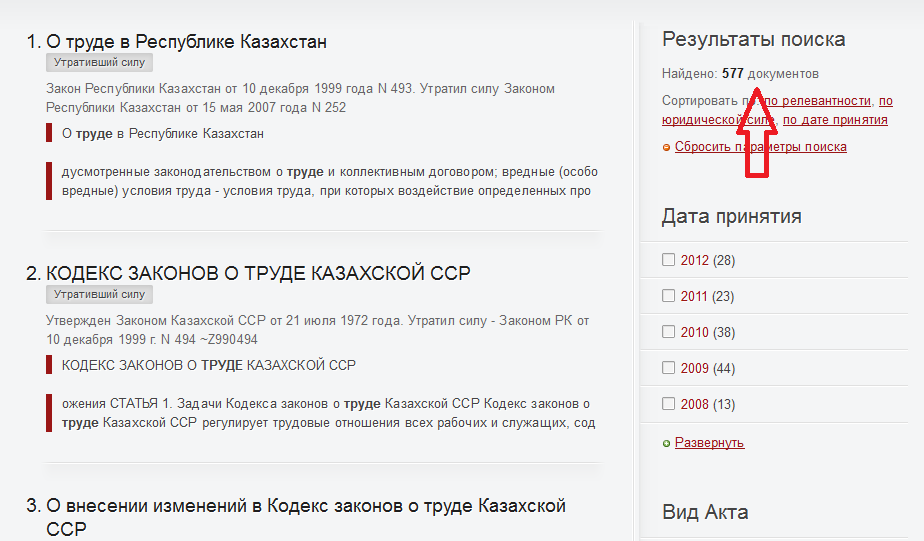 1. О труде в Республике Казахстан
Утративший силу
Закон Республики Казахстан от 10 декабря 1999 года N 493. Утратил силу Законом
Республики Казахстан от 15 мая 2007 года N 252
О труде в Республике Казахстан
дусмотренные законодательством о труде и коллективным договором; вредные (особо
вредные) условия труда - условия труда, при которых воздействие определенных про
2. КОДЕКС ЗАКОНОВ О ТРУДЕ КАЗАХСКОЙ ССР
Утративший силу
Утвержден Законом Казахской ССР от 21 июля 1972 года. Утратил силу - Законом РК от
10 декабря 1999 г. N 494 ~Z990494
КОДЕКС ЗАКОНОВ О ТРУДЕ КАЗАХСКОЙ ССР
ожения СТАТЬЯ 1. Задачи Кодекса законов о труде Казахской ССР Кодекс законов о
труде Казахской ССР регулирует трудовые отношения всех рабочих и служащих, сод
3. О внесении изменений в Кодекс законов о труде Казахской
ССР
Результаты поиска
Найдено: 577 документов
Сортировать по: по релевантности, по
юридической силе, по дате принятия
Сбросить параметры поиска
Дата принятия
2012 (28)
2011 (23)
2010 (38)
2009 (44)
2008 (13)
Развернуть
Вид Акта